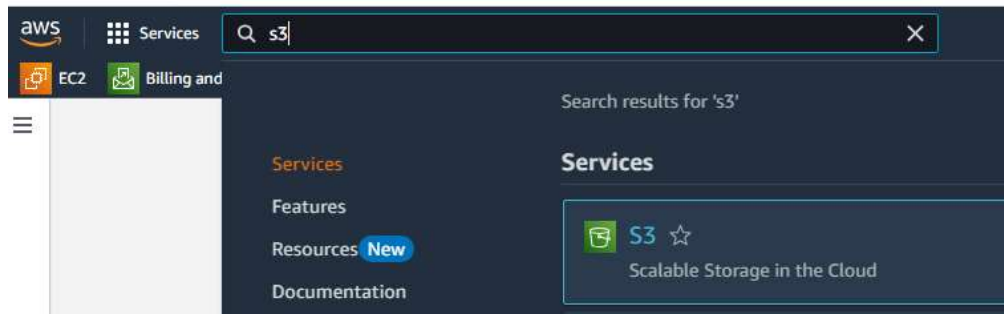 aws Services s3
EC2 Billing and
Search results for 's3'
Services
Features
Resources New
Documentation
Services
S3
Scalable Storage in the Cloud